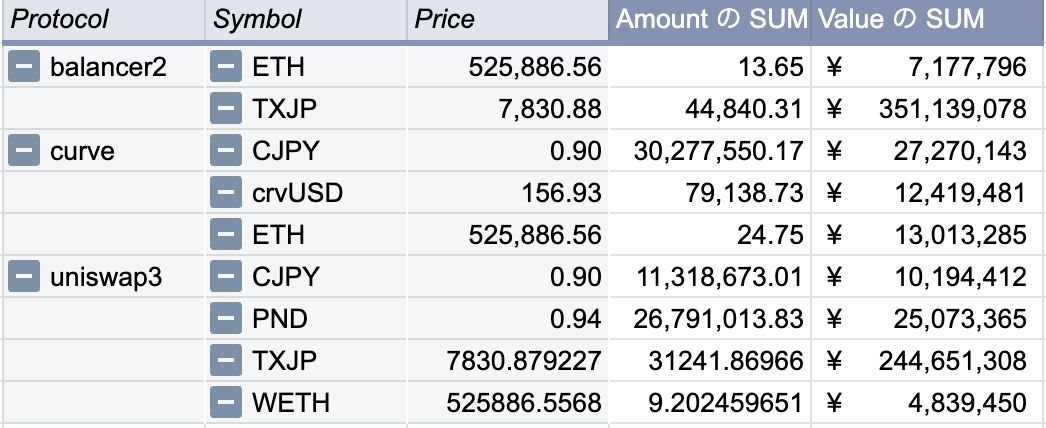 Protocol Symbol Price Amount の SUM Value の SUM
balancer2 ETH 525,886.56 13.65 ¥ 7,177,796
TXJP 7,830.88 44,840.31 ¥ 351,139,078
curve CJPY 0.90 30,277,550.17 ¥ 27,270,143
crvUSD 156.93 79,138.73 ¥ 12,419,481
ETH 525,886.56 24.75 ¥ 13,013,285
uniswap3 CJPY 0.90 11,318,673.01 ¥ 10,194,412
PND 0.94 26,791,013.83 ¥ 25,073,365
TXJP 7830.879227 31241.86966 ¥ 244,651,308
WETH 525886.5568 9.202459651 ¥ 4,839,450